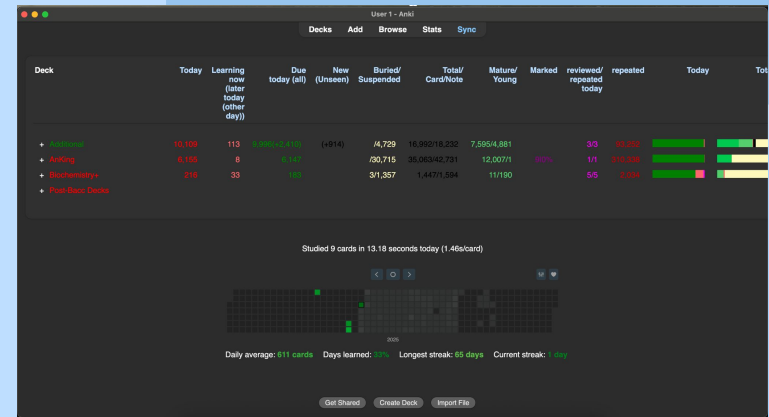 User 1 - Anki
Decks Add Browse Stats Sync
Deck Today Learning now (later today (other day)) Due today (all) New (Unseen) Buried/ Suspended Total/ Card/Note Mature/ Young Marked reviewed/ repeated today repeated Today Tot
+ Additional 10,109 113 9,996(+2,410) (+914) /4,729 16,992/18,232 7,595/4,881 3/3
+ AnKing 6,155 8 6,147 /30,715 35,063/42,731 12,007/1 1/1
+ Biochemistry+ 216 33 183 3/1,357 1,447/1,594 11/190 5/5
+ Post-Bacc Decks
Studied 9 cards in 13.18 seconds today (1.46s/card)
2025
Daily average: 611 cards Days learned: 33% Longest streak: 65 days Current streak: 1 day
Get Shared Create Deck Import File